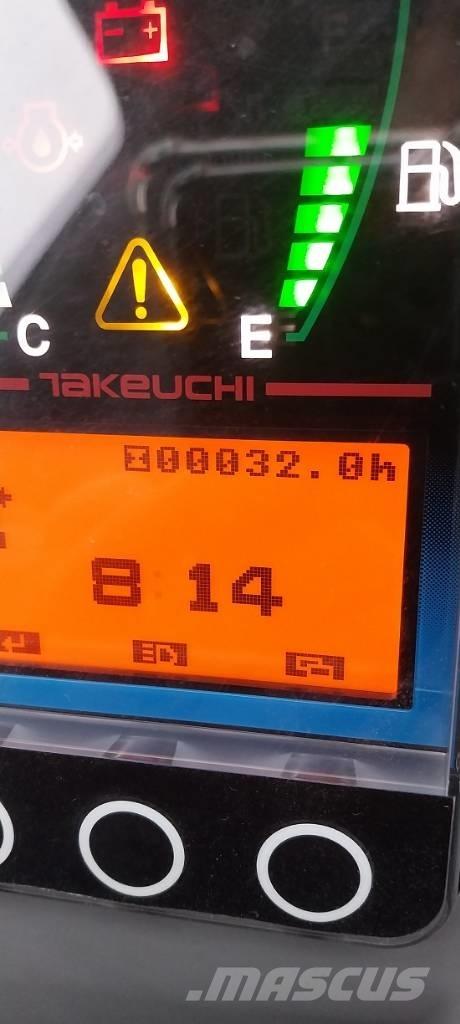 C
E
TAKEUCHI
00032.0h
8:14
.MASCUS